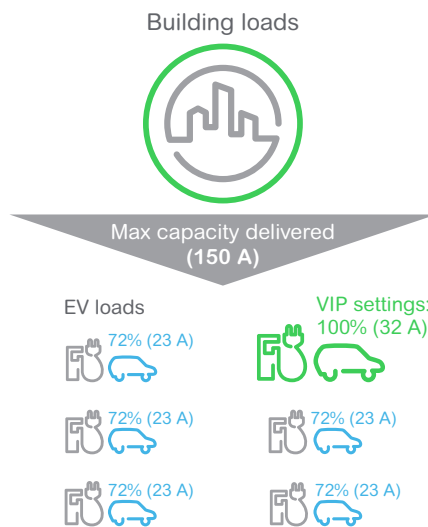 Building loads
Max capacity delivered
(150 A)
EV loads
VIP settings:
100% (32 A)
72% (23 A)
72% (23 A)
72% (23 A)
72% (23 A)
72% (23 A)